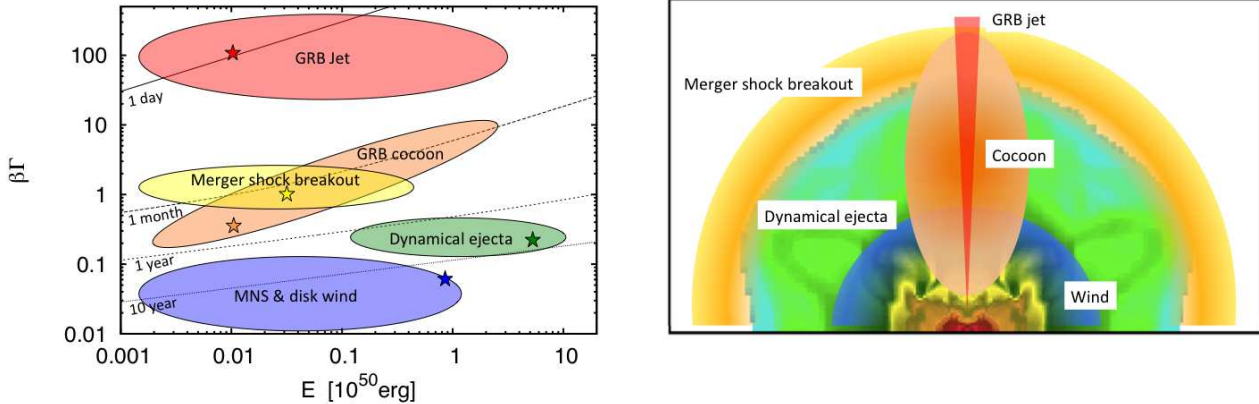 100
10
1
0.1
0.01
βΓ
0.001
0.01
0.1
1
10
E [10⁵⁰erg]
GRB Jet
1 day
GRB cocoon
Merger shock breakout
1 month
Dynamical ejecta
1 year
MNS & disk wind
10 year
GRB jet
Merger shock breakout
Cocoon
Dynamical ejecta
Wind